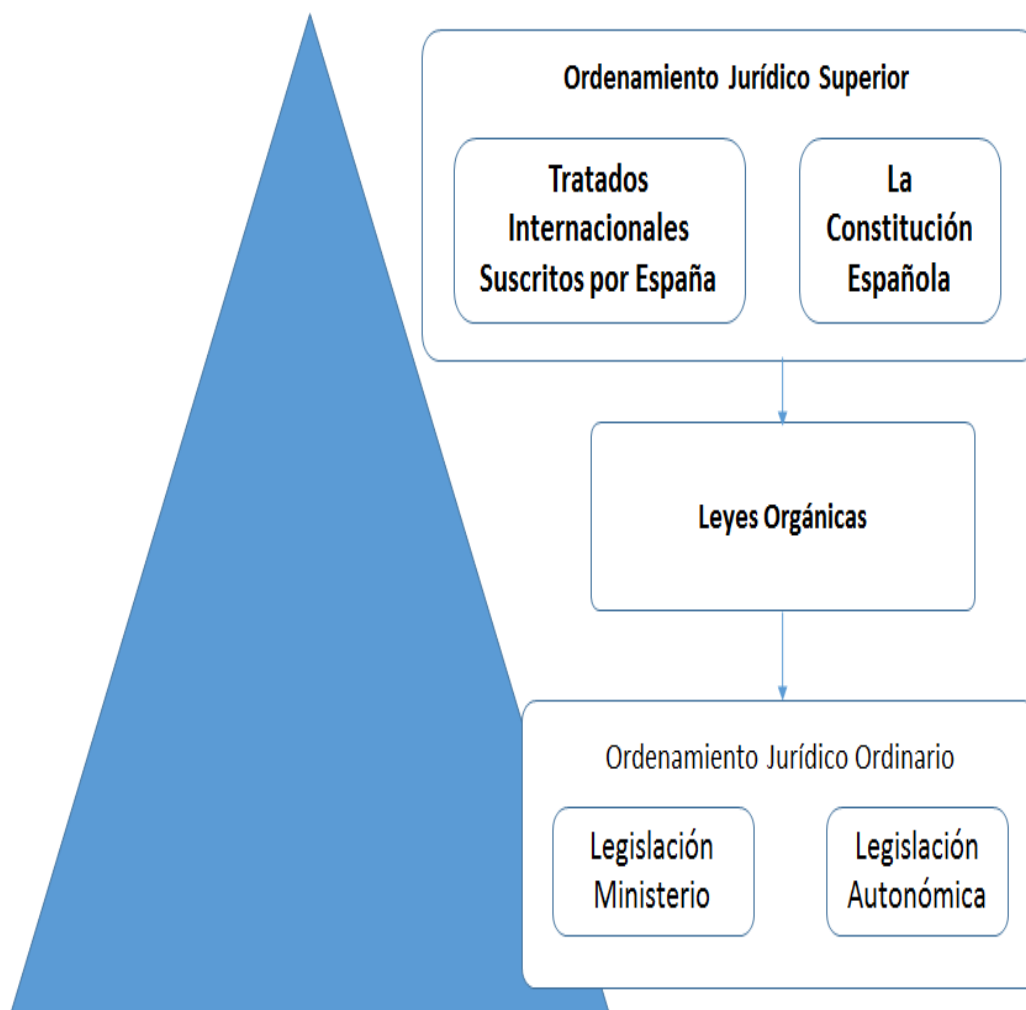 Ordenamiento Jurídico Superior
Tratados
Internacionales
Suscritos por España
La
Constitución
Española
Leyes Orgánicas
Ordenamiento Jurídico Ordinario
Legislación
Ministerio
Legislación
Autonómica